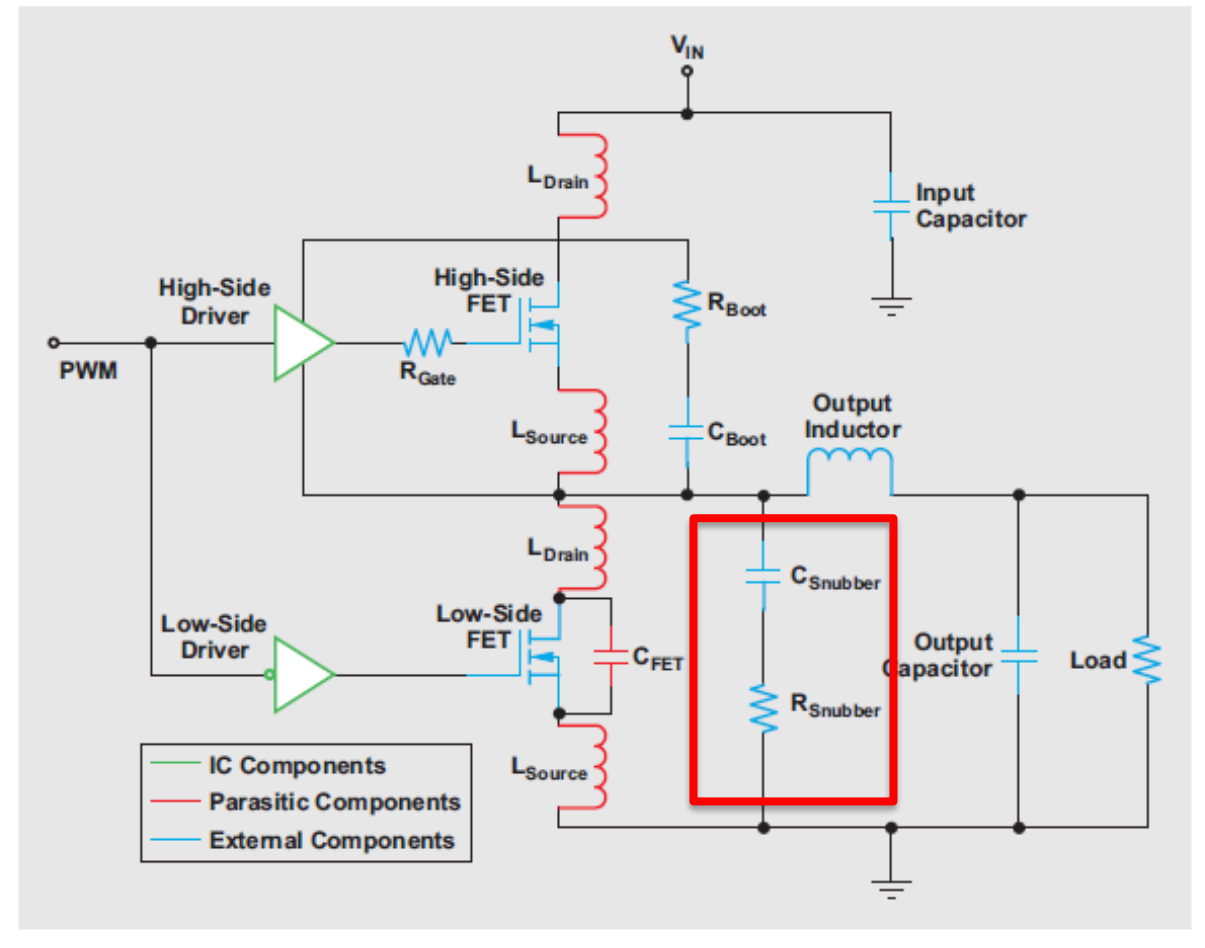 VIN
LDrain
Input
Capacitor
High-Side
Driver
High-Side
FET
RBoot
PWM
RGate
LSource
CBoot
Output
Inductor
LDrain
CSnubber
Low-Side
Driver
Low-Side
FET
CFET
Output
Capacitor
Load
RSnubber
LSource
IC Components
Parasitic Components
External Components